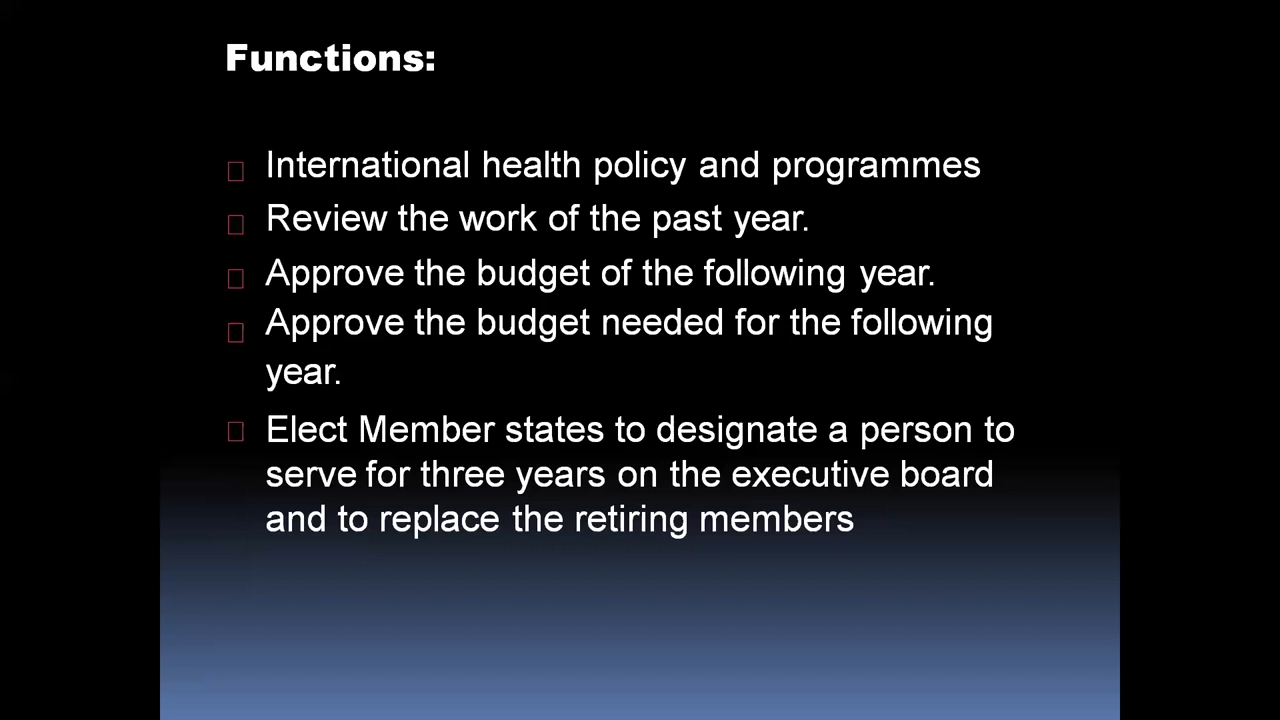 Functions:
International health policy and programmes
Review the work of the past year.
Approve the budget of the following year.
Approve the budget needed for the following
year.
Elect Member states to designate a person to
serve for three years on the executive board
and to replace the retiring members